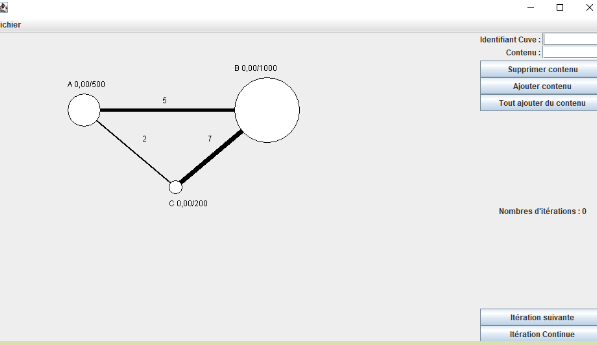 ichier
Identifiant Cuve :
Contenu :
Supprimer contenu
Ajouter contenu
Tout ajouter du contenu
B 0,00/1000
A 0,00/500
5
2
7
C 0,00/200
Nombres d'itérations : 0
Itération suivante
Itération Continue